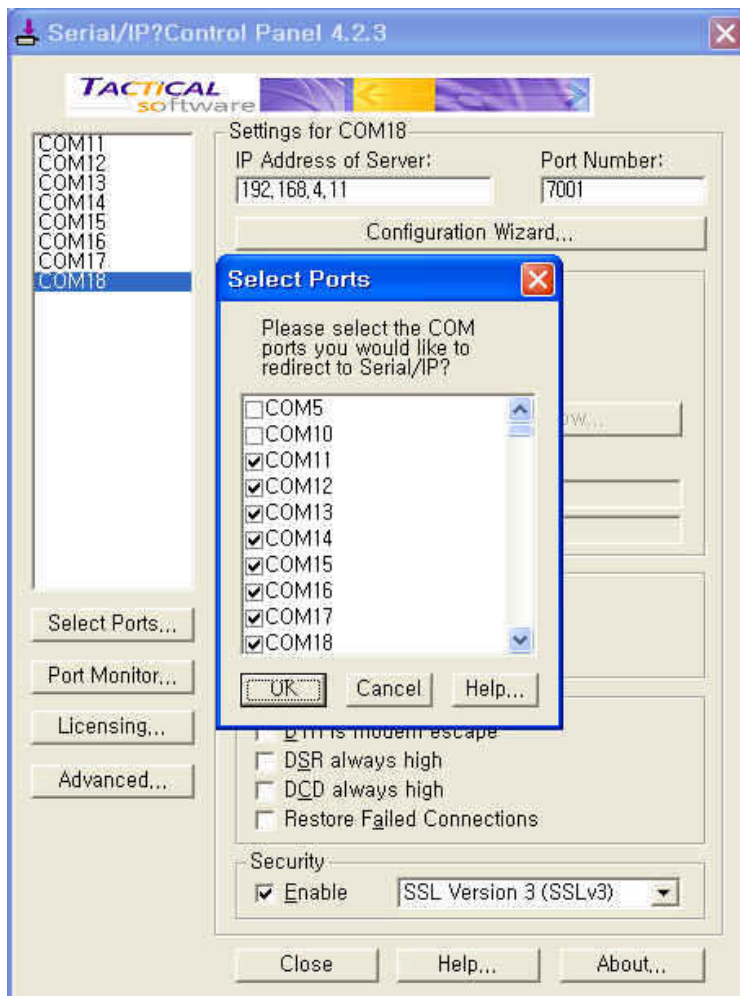 Serial/IP?Control Panel 4.2.3
TACTICAL
software
COM11
COM12
COM13
COM14
COM15
COM16
COM17
COM18
Select Ports...
Port Monitor...
Licensing...
Advanced...
Settings for COM18
IP Address of Server:
Port Number:
192.168.4.11
7001
Configuration Wizard...
Select Ports
Please select the COM
ports you would like to
redirect to Serial/IP?
COM5
COM10
COM11
COM12
COM13
COM14
COM15
COM16
COM17
COM18
OK
Cancel
Help...
DTR is modem escape
DSR always high
DCD always high
Restore Failed Connections
Security
Enable
SSL Version 3 (SSLv3)
Close
Help...
About...